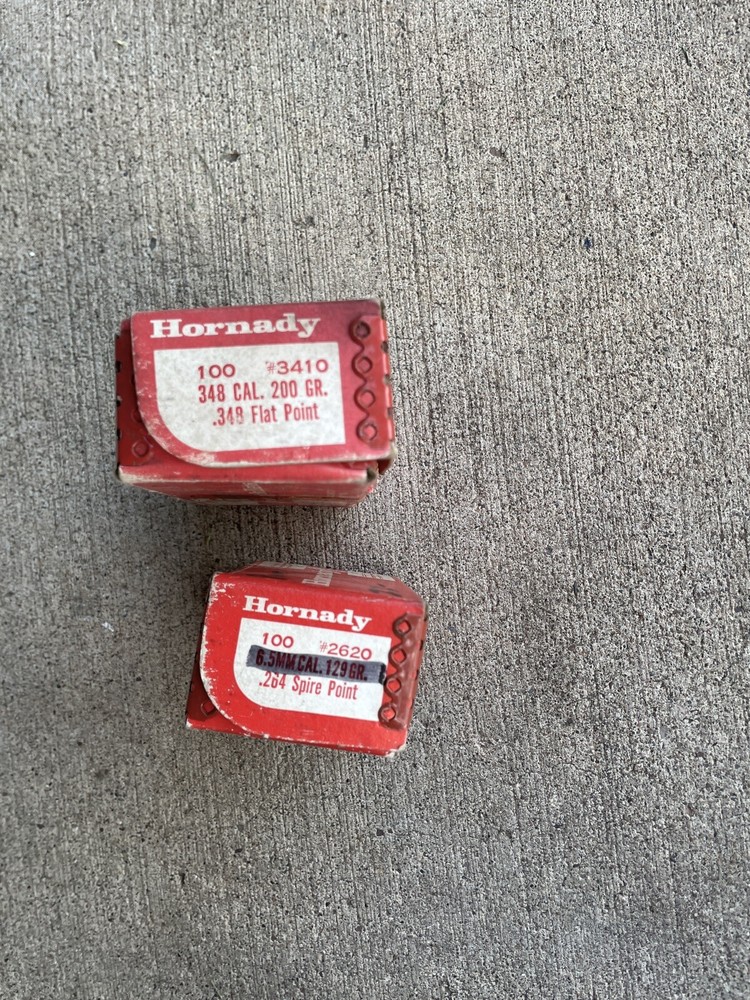 Hornady
100 #3410
348 CAL. 200 GR.
.348 Flat Point
Hornady
100 #2620
6.5MM CAL. 129 GR.
.264 Spire Point